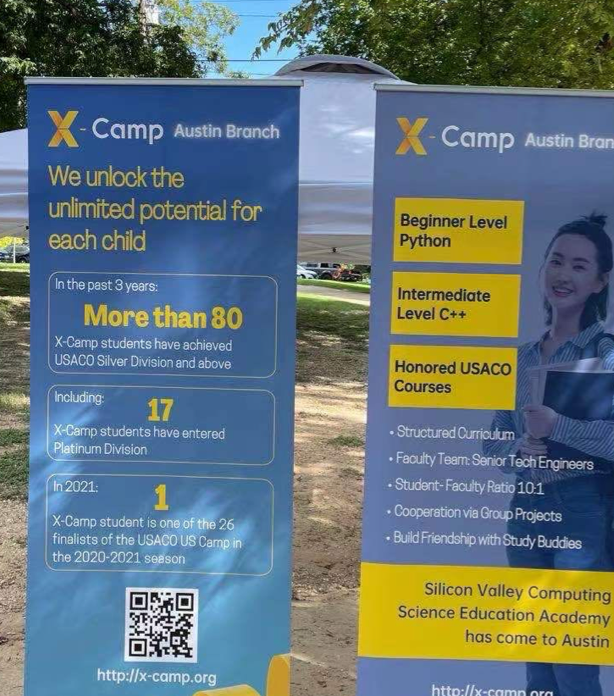 X-Camp Austin Branch
We unlock the
unlimited potential for
each child
In the past 3 years:
More than 80
X-Camp students have achieved
USACO Silver Division and above
Including:
17
X-Camp students have entered
Platinum Division
In 2021:
1
X-Camp student is one of the 26
finalists of the USACO US Camp in
the 2020-2021 season
http://x-camp.org
X-Camp Austin Bran
Beginner Level
Python
Intermediate
Level C++
Honored USACO
Courses
• Structured Curriculum
• Faculty Team: Senior Tech Engineers
• Student- Faculty Ratio 10:1
• Cooperation via Group Projects
• Build Friendship with Study Buddies
Silicon Valley Computing
Science Education Academy
has come to Austin
http://x-camp.org